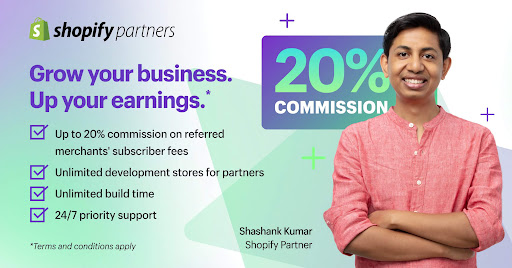 shopify partners
Grow your business.
Up your earnings.*
Up to 20% commission on referred
merchants' subscriber fees
Unlimited development stores for partners
Unlimited build time
24/7 priority support
*Terms and conditions apply
20%
COMMISSION
Shashank Kumar
Shopify Partner